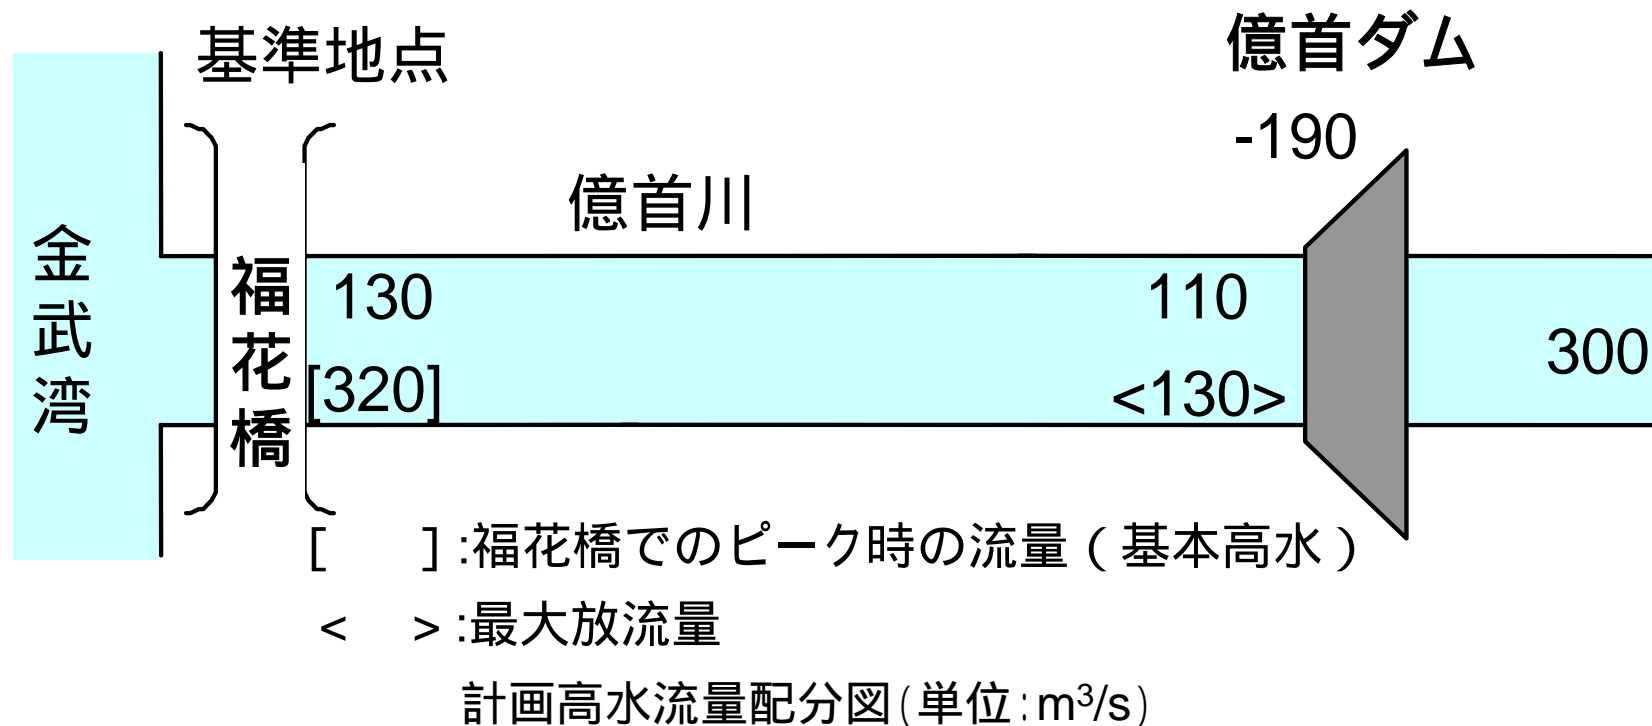 基準地点
億首ダム
-190
億首川
金武湾
福花橋
130
110
300
[320]
<130>
[ ]:福花橋でのピーク時の流量(基本高水)
< >:最大放流量
計画高水流量配分図(単位:m³/s)